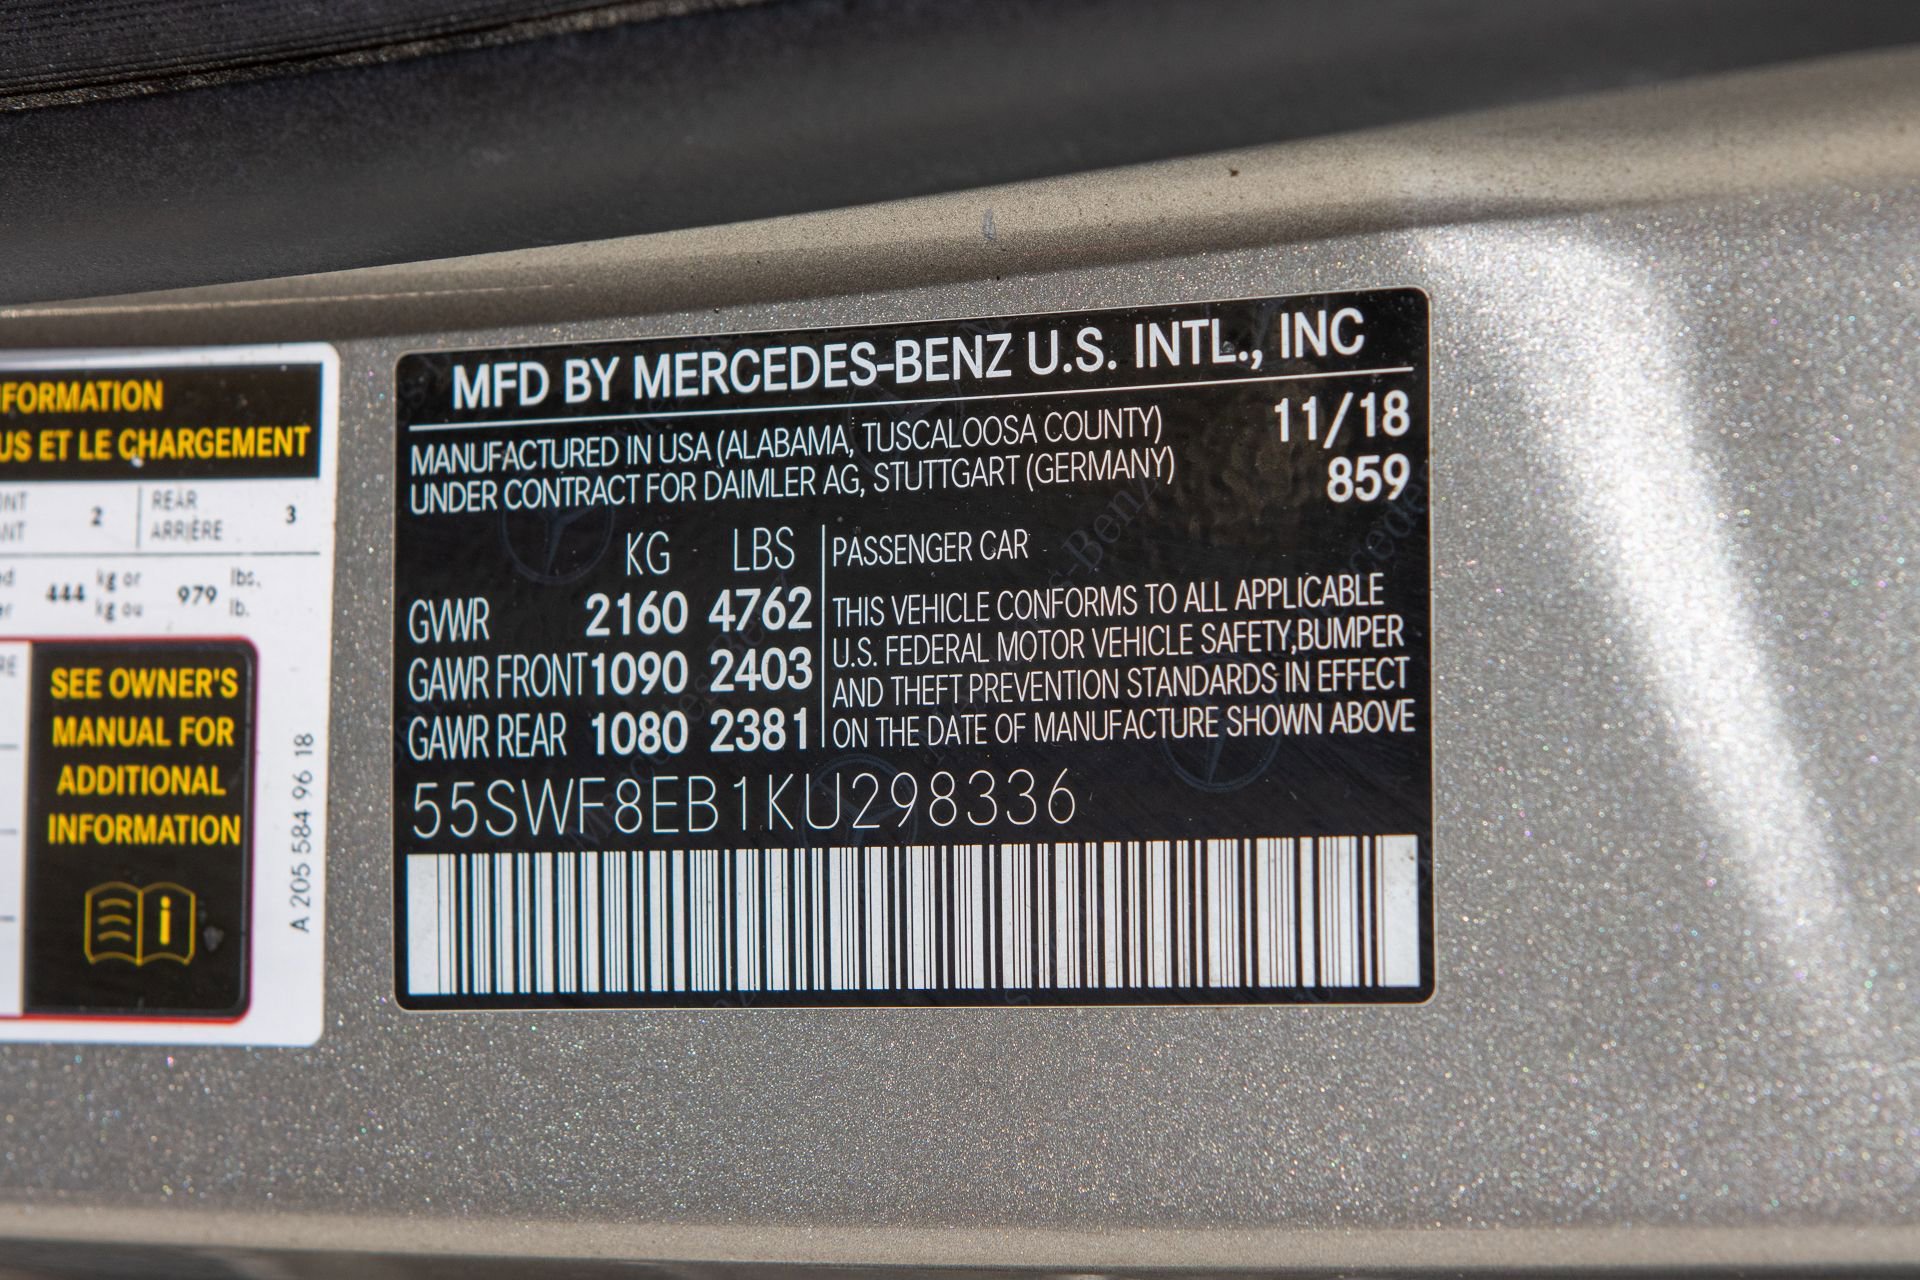 FORMATION
US ET LE CHARGEMENT
2
REAR
ARRIÈRE
3
444 kg or
kg ou
979 lbs.
lb.
SEE OWNER'S
MANUAL FOR
ADDITIONAL
INFORMATION
i
A 205 584 96 18
MFD BY MERCEDES-BENZ U.S. INTL., INC
MANUFACTURED IN USA (ALABAMA, TUSCALOOSA COUNTY) 11/18
UNDER CONTRACT FOR DAIMLER AG, STUTTGART (GERMANY) 859
KG LBS
GVWR 2160 4762
GAWR FRONT 1090 2403
GAWR REAR 1080 2381
PASSENGER CAR
THIS VEHICLE CONFORMS TO ALL APPLICABLE
U.S. FEDERAL MOTOR VEHICLE SAFETY,BUMPER
AND THEFT PREVENTION STANDARDS IN EFFECT
ON THE DATE OF MANUFACTURE SHOWN ABOVE
55SWF8EB1KU298336